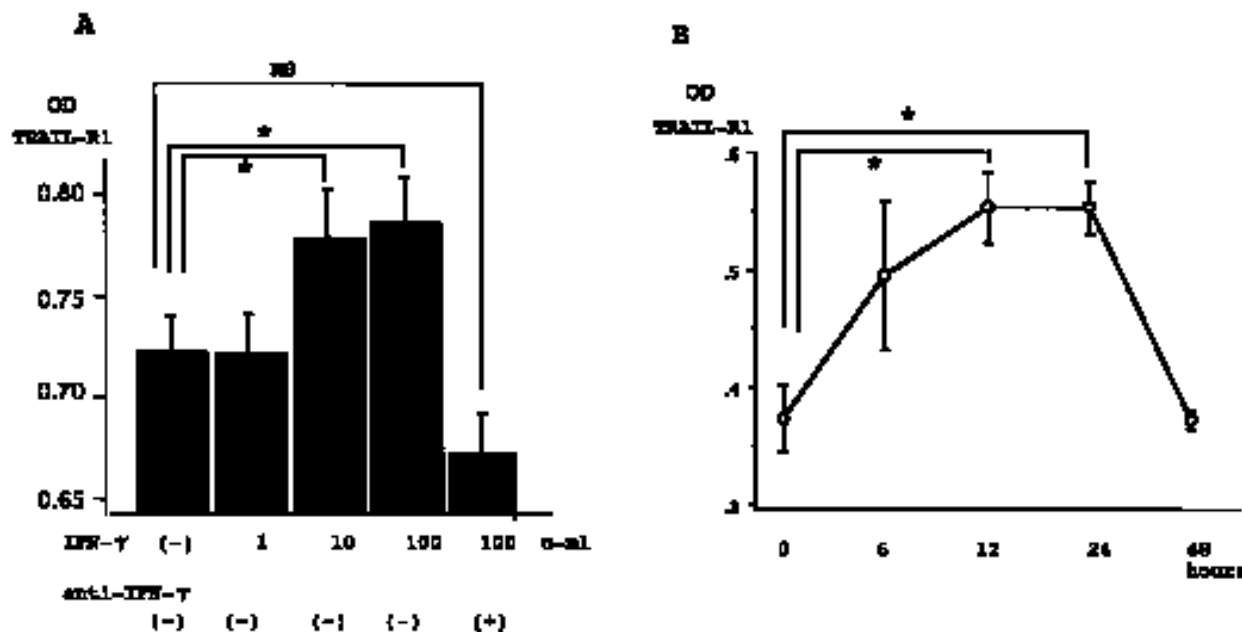 A
NS
OD
TRAIL-R1
*
*
0.80
0.75
0.70
0.65
IFN-γ (-) 1 10 100 100 u-ml
anti-IFN-γ
(-) (-) (-) (-) (+)
B
OD
TRAIL-R1
*
*
.6
.5
.4
.3
0 6 12 24 48
hours